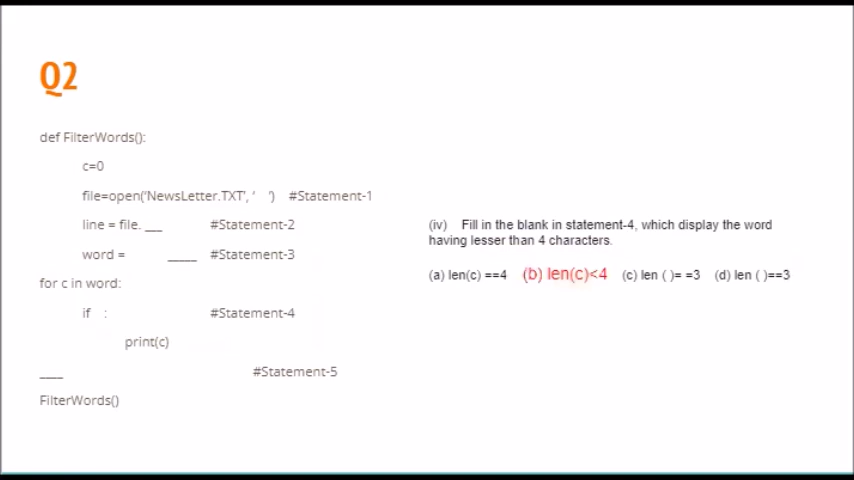 Q2
def FilterWords():
c=0
file=open('NewsLetter.TXT', ' ') #Statement-1
line = file. ___ #Statement-2
word = _____ #Statement-3
for c in word:
if : #Statement-4
print(c)
____ #Statement-5
FilterWords()
(iv) Fill in the blank in statement-4, which display the word
having lesser than 4 characters.
(a) len(c) ==4 (b) len(c)<4 (c) len ( )= =3 (d) len ( )==3